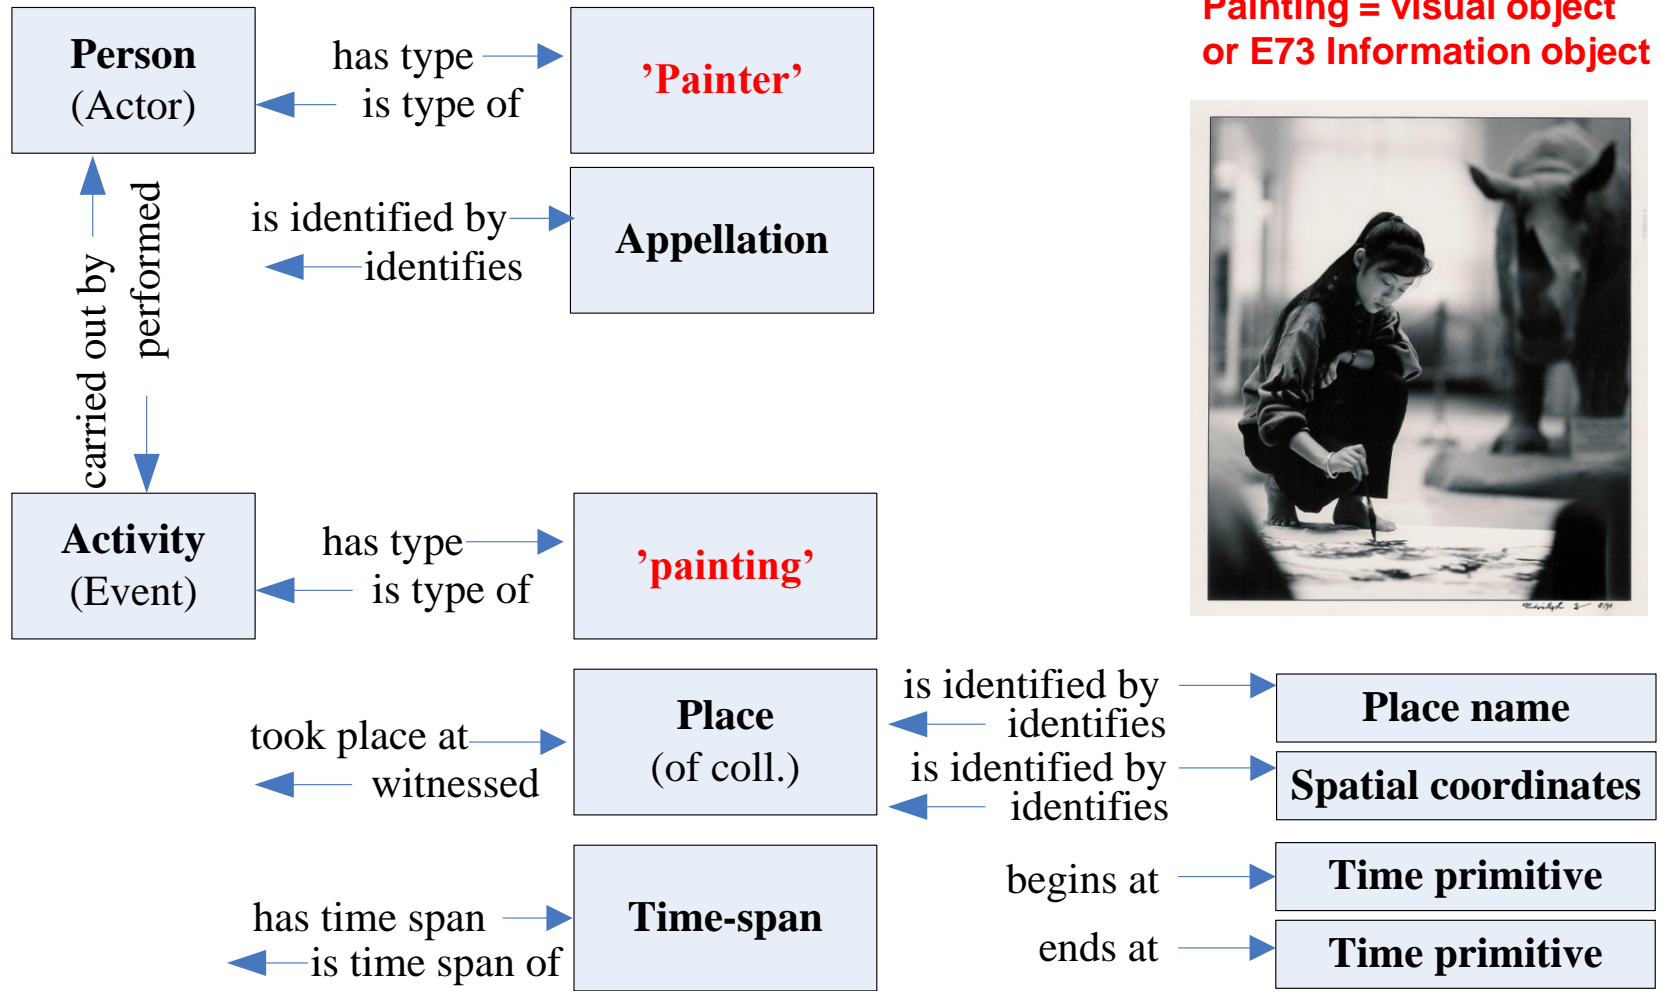 Painting = visual object
or E73 Information object
Person
(Actor)
has type
is type of
’Painter’
is identified by
identifies
Appellation
carried out by
performed
Activity
(Event)
has type
is type of
’painting’
took place at
witnessed
Place
(of coll.)
is identified by
identifies
Place name
is identified by
identifies
Spatial coordinates
has time span
is time span of
Time-span
begins at
Time primitive
ends at
Time primitive